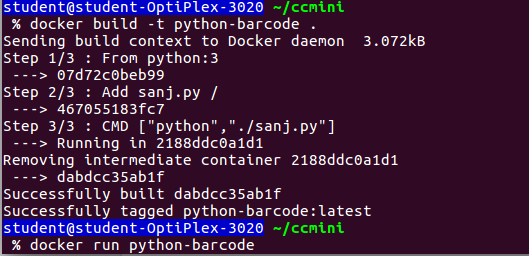 student@student-OptiPlex-3020 ~/ccmini
% docker build -t python-barcode .
Sending build context to Docker daemon  3.072kB
Step 1/3 : From python:3
---> 07d72c0beb99
Step 2/3 : Add sanj.py /
---> 467055183fc7
Step 3/3 : CMD ["python","./sanj.py"]
---> Running in 2188ddc0a1d1
Removing intermediate container 2188ddc0a1d1
---> dabdcc35ab1f
Successfully built dabdcc35ab1f
Successfully tagged python-barcode:latest
student@student-OptiPlex-3020 ~/ccmini
% docker run python-barcode